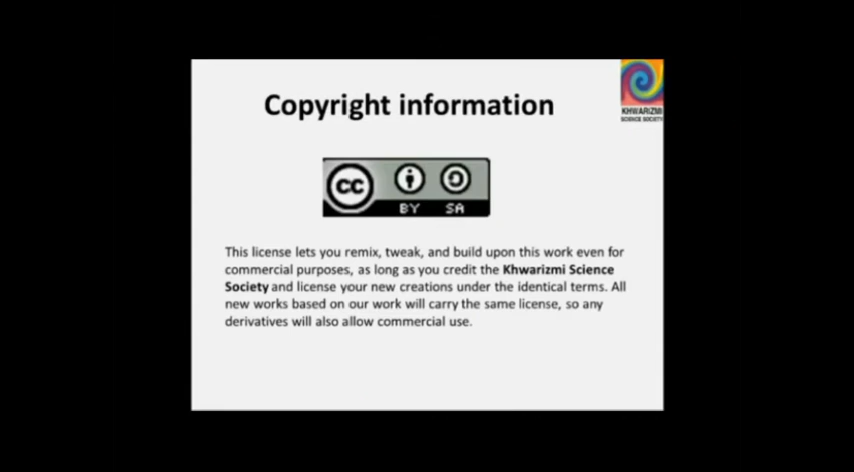 Copyright information
KHWARIZMI
SCIENCE SOCIETY
CC
BY SA
This license lets you remix, tweak, and build upon this work even for
commercial purposes, as long as you credit the Khwarizmi Science
Society and license your new creations under the identical terms. All
new works based on our work will carry the same license, so any
derivatives will also allow commercial use.